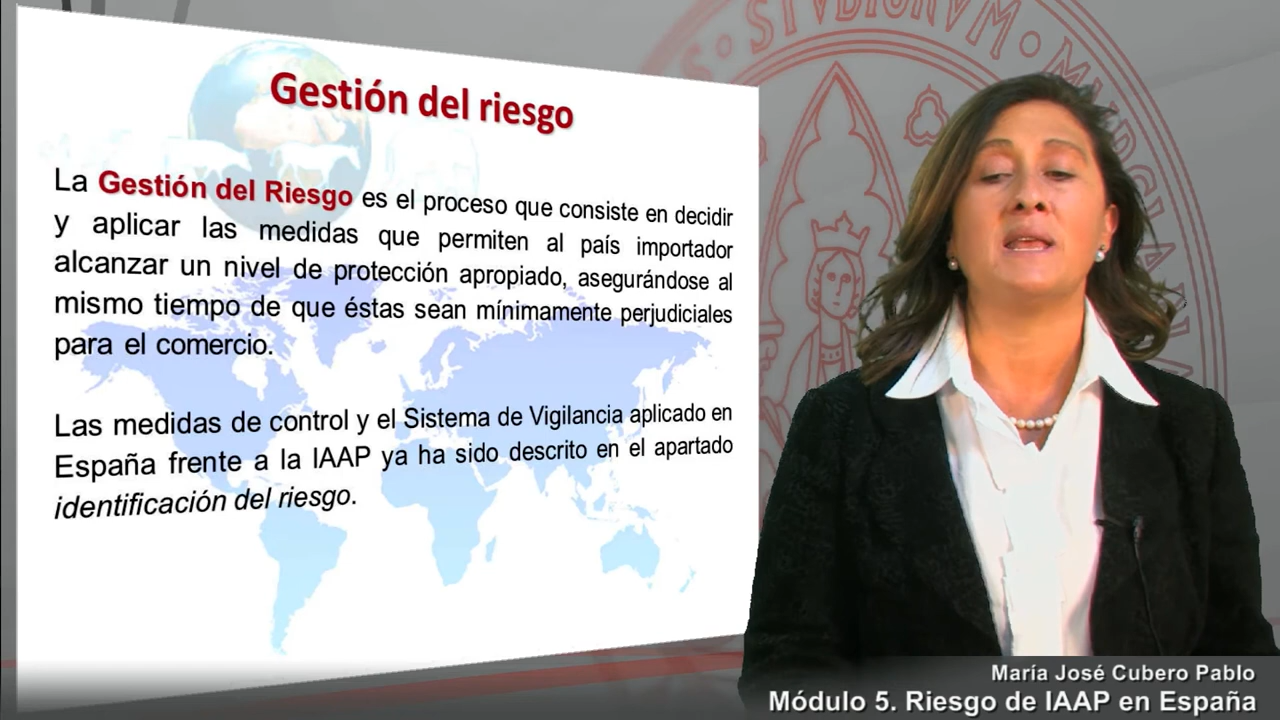 Gestión del riesgo
La Gestión del Riesgo es el proceso que consiste en decidir
y aplicar las medidas que permiten al país importador
alcanzar un nivel de protección apropiado, asegurándose al
mismo tiempo de que éstas sean mínimamente perjudiciales
para el comercio.
Las medidas de control y el Sistema de Vigilancia aplicado en
España frente a la IAAP ya ha sido descrito en el apartado
identificación del riesgo.
STVDIORVM
María José Cubero Pablo
Módulo 5. Riesgo de IAAP en España